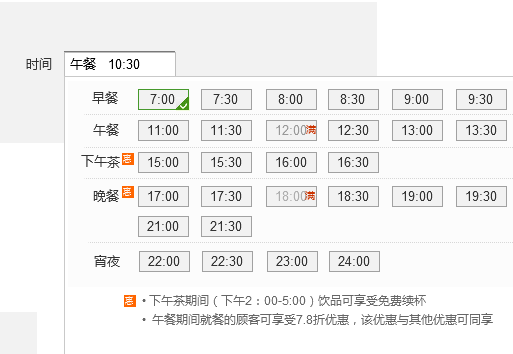 时间 午餐 10:30
早餐 7:00 7:30 8:00 8:30 9:00 9:30
午餐 11:00 11:30 12:00满 12:30 13:00 13:30
下午茶惠 15:00 15:30 16:00 16:30
晚餐惠 17:00 17:30 18:00满 18:30 19:00 19:30
21:00 21:30
宵夜 22:00 22:30 23:00 24:00
惠 • 下午茶期间（下午2：00-5:00）饮品可享受免费续杯
• 午餐期间就餐的顾客可享受7.8折优惠，该优惠与其他优惠可同享